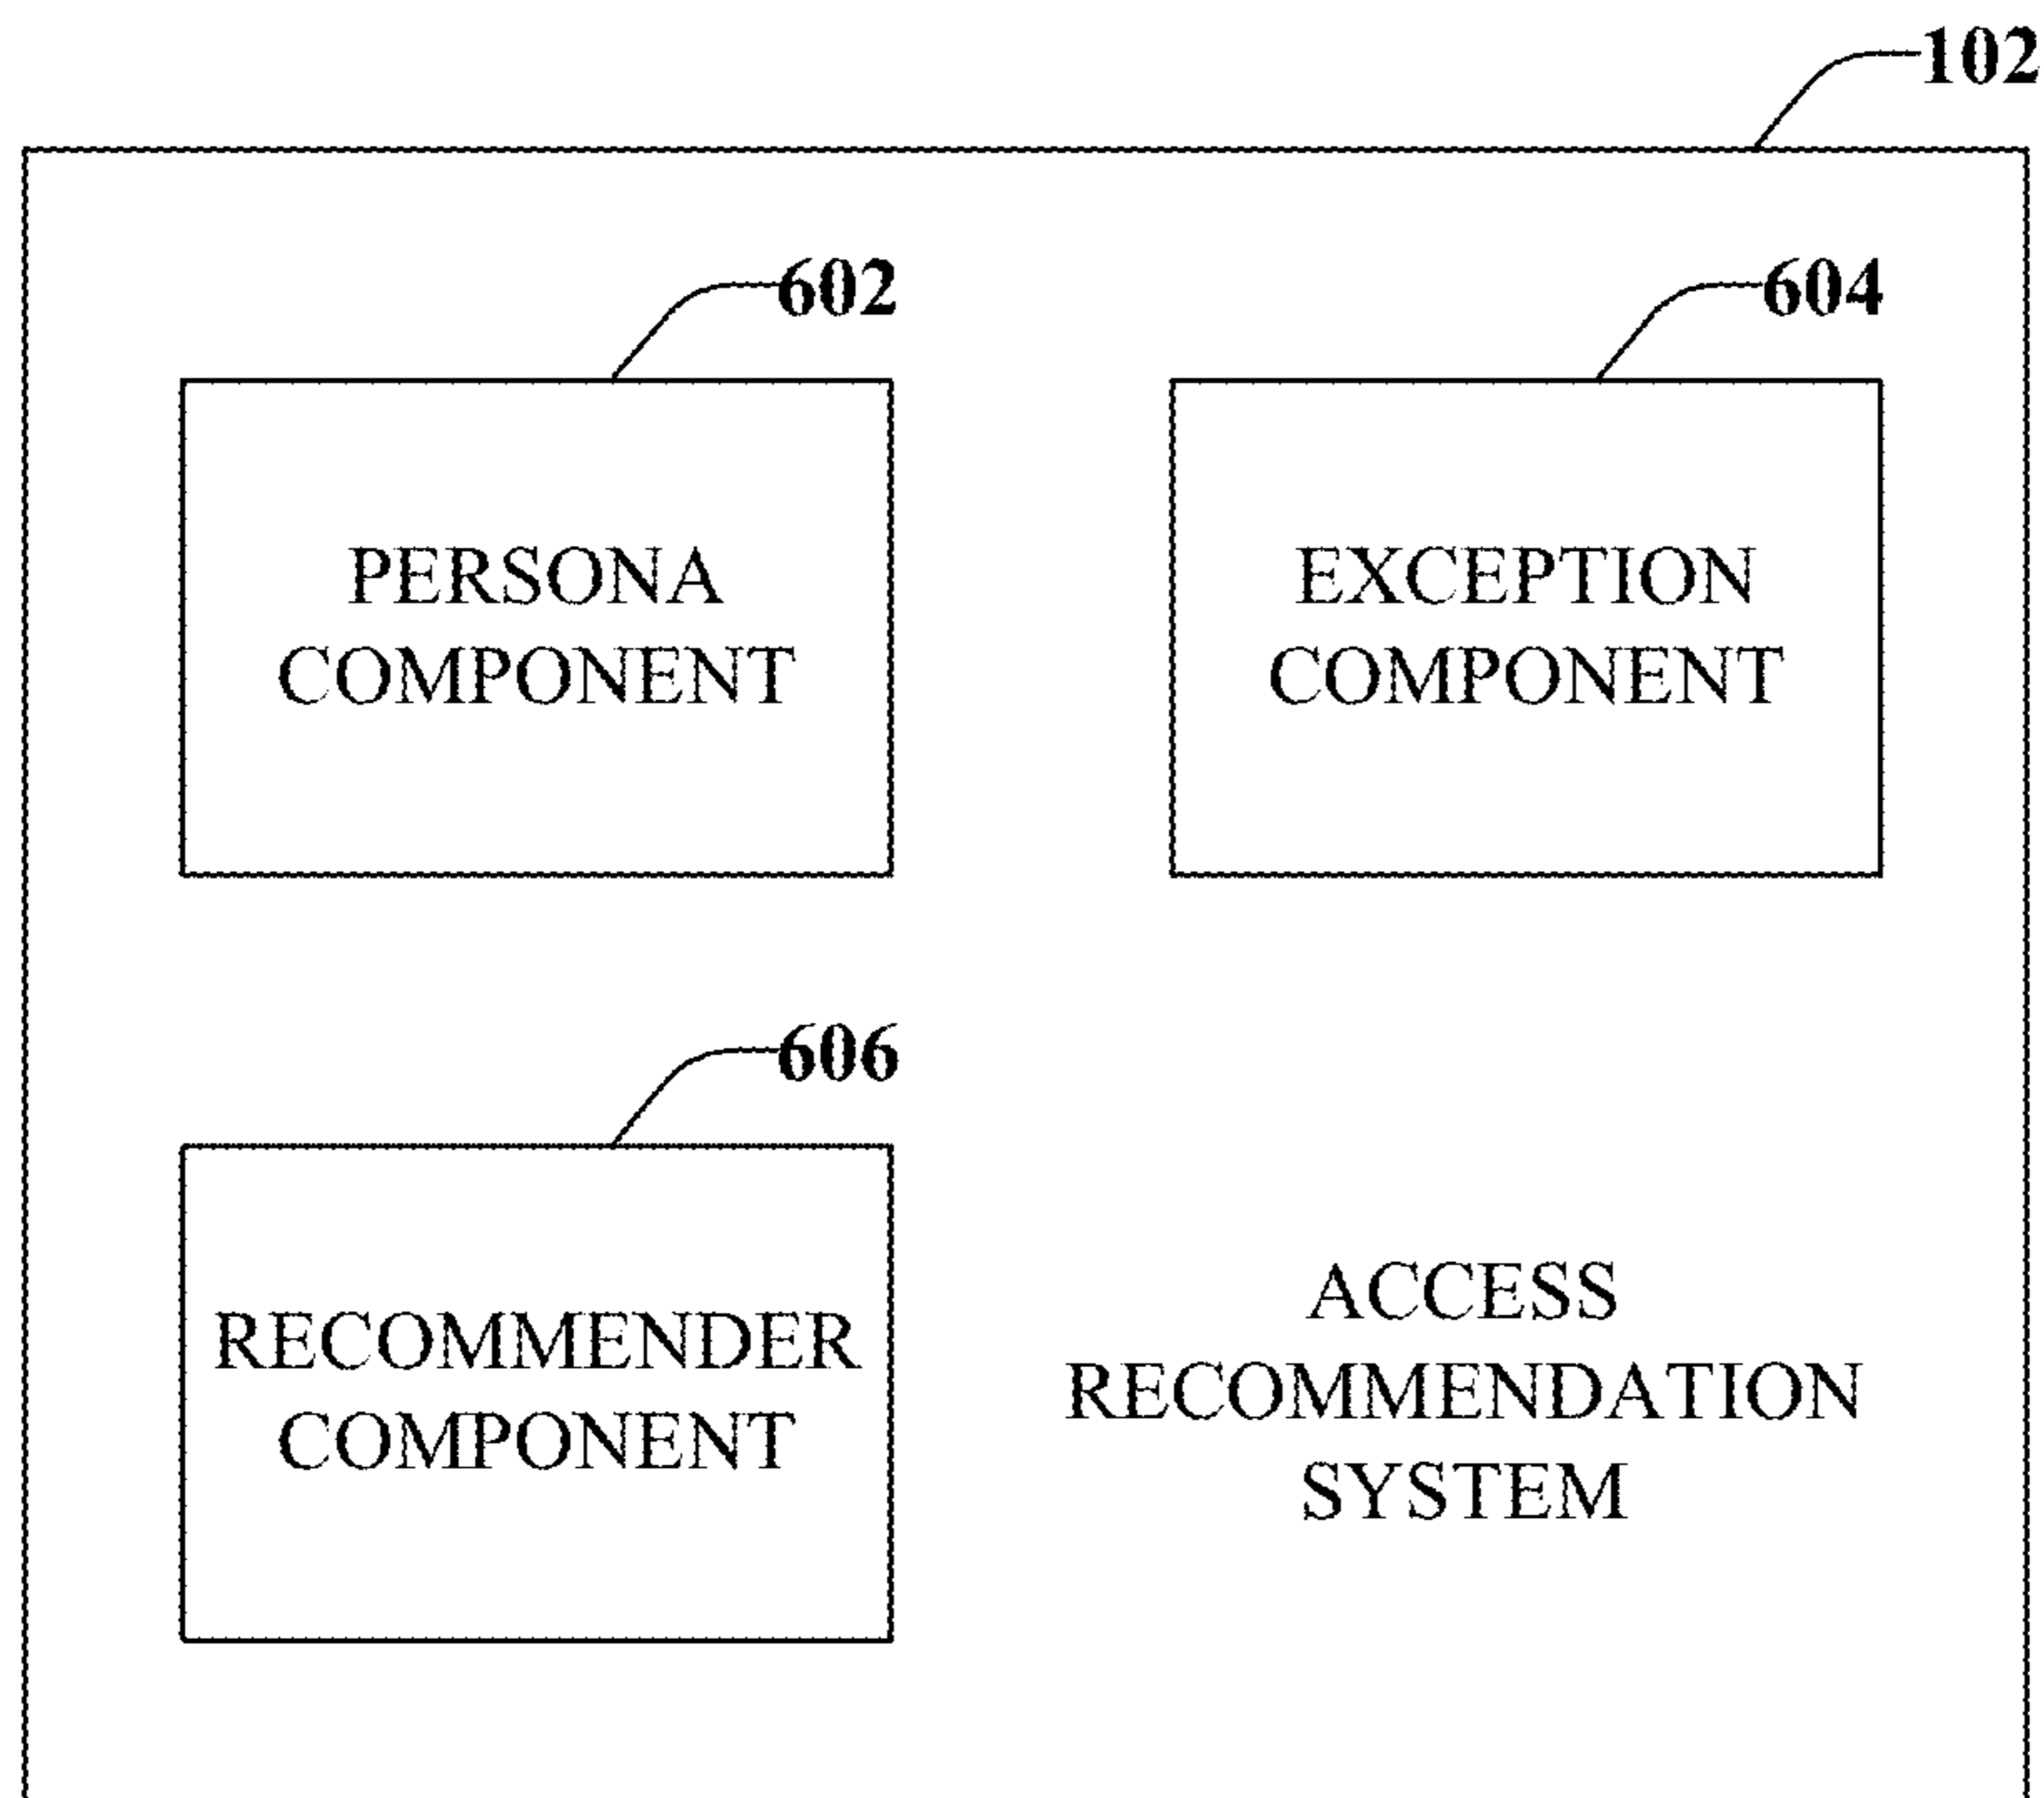 102
602
604
PERSONA
COMPONENT
EXCEPTION
COMPONENT
606
RECOMMENDER
COMPONENT
ACCESS
RECOMMENDATION
SYSTEM